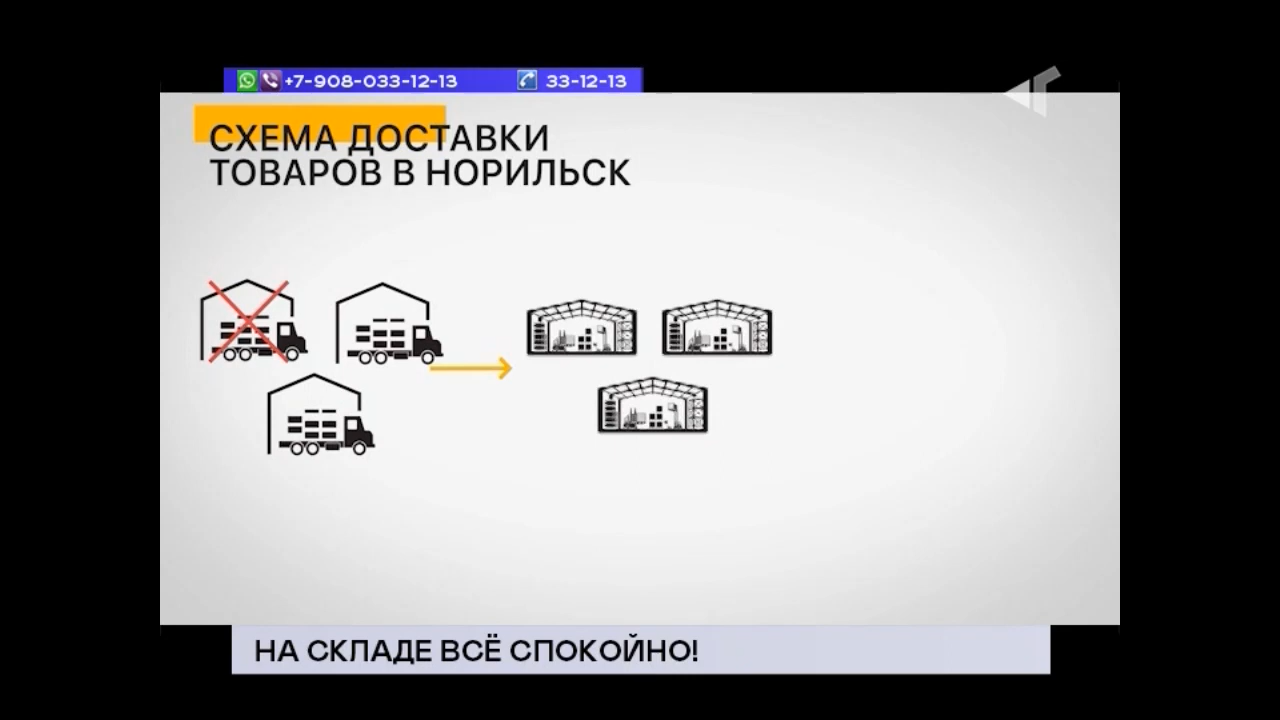 +7-908-033-12-13
33-12-13
СХЕМА ДОСТАВКИ
ТОВАРОВ В НОРИЛЬСК
НА СКЛАДЕ ВСЁ СПОКОЙНО!